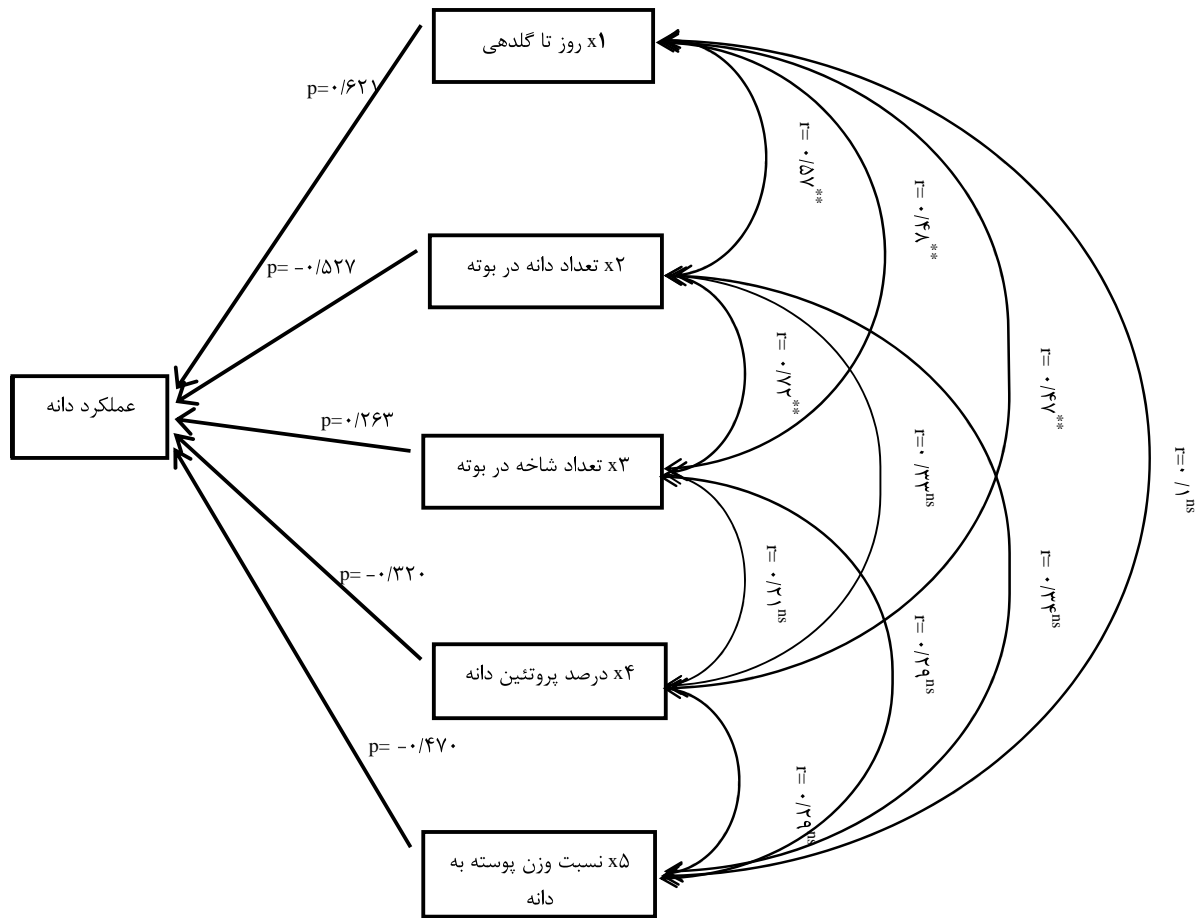 x۱ روز تا گلدهی
p=۰/۶۲۱
r= ۰/۵۷**
r= ۰/۴۸**
x۲ تعداد دانه در بوته
p= -۰/۵۲۷
r= ۰/۷۲**
r= ۰/۴۷**
عملکرد دانه
p=۰/۲۶۳
x۳ تعداد شاخه در بوته
r= ۰/۳۳ns
r=۰ /۱ns
p= -۰/۳۲۰
r= ۰/۲۱ns
r= ۰/۳۴ns
x۴ درصد پروتئین دانه
r= ۰/۲۹ns
p= -۰/۴۷۰
r= ۰/۲۹ns
x۵ نسبت وزن پوسته به
دانه